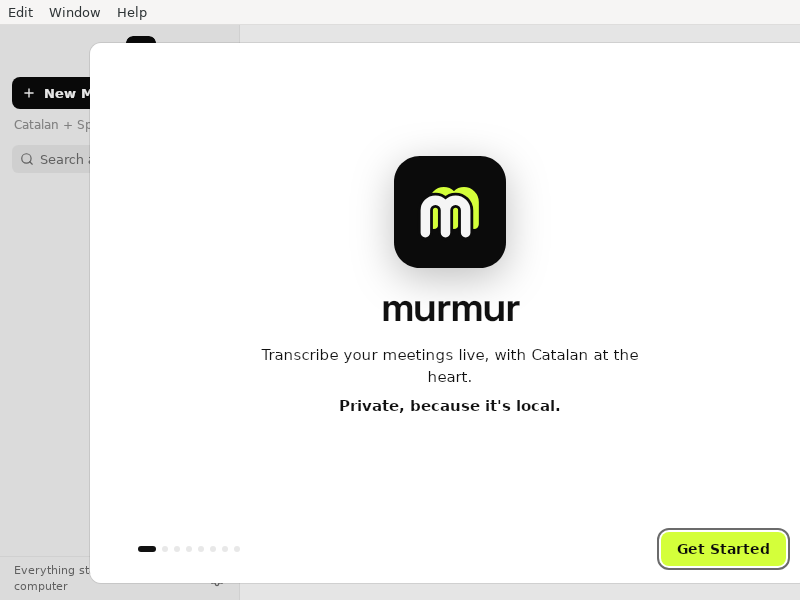 Edit Window Help
+ New M
Catalan + Sp
Search
murmur
Transcribe your meetings live, with Catalan at the
heart.
Private, because it's local.
Get Started
Everything st
computer